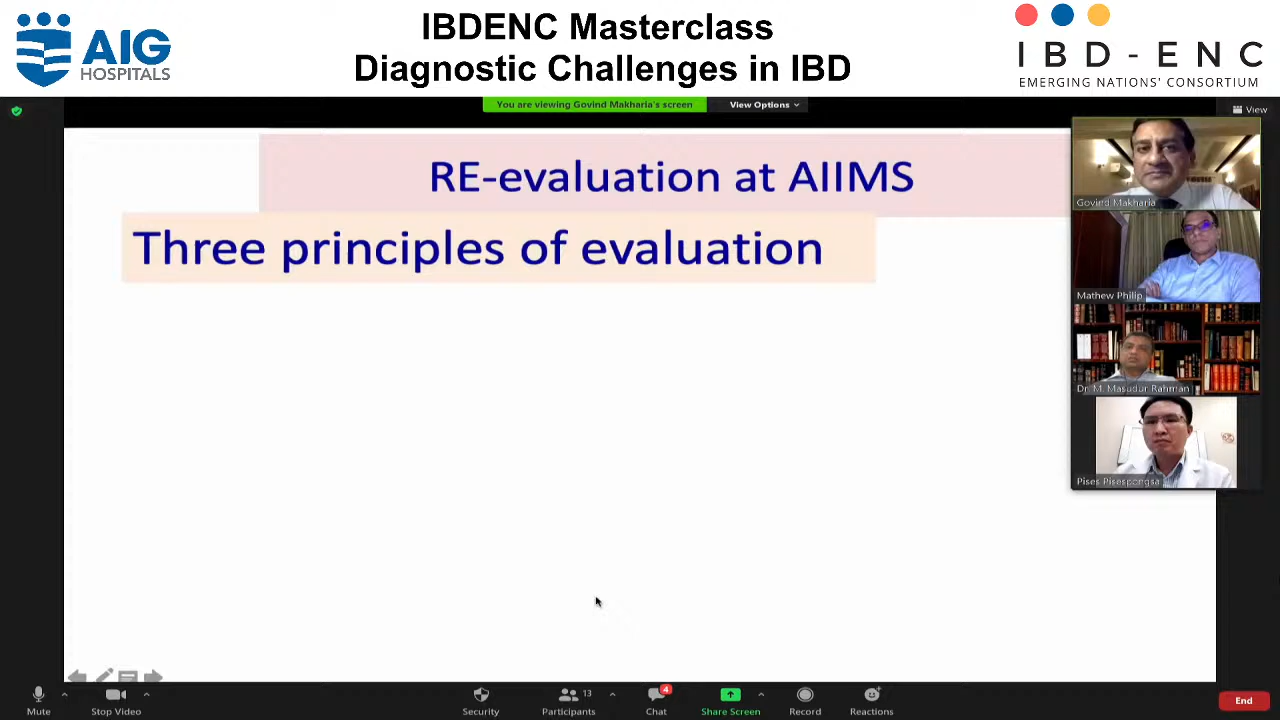 AIG
HOSPITALS
IBDENC Masterclass
Diagnostic Challenges in IBD
IBD-ENC
EMERGING NATIONS' CONSORTIUM
You are viewing Govind Makharia's screen
View Options
View
RE-evaluation at AIIMS
Three principles of evaluation
Govind Makharia
Mathew Philip
Dr. M. Masudur Rahman
Pises Pisespongsa
13
4
Mute
Stop Video
Security
Participants
Chat
Share Screen
Record
Reactions
End